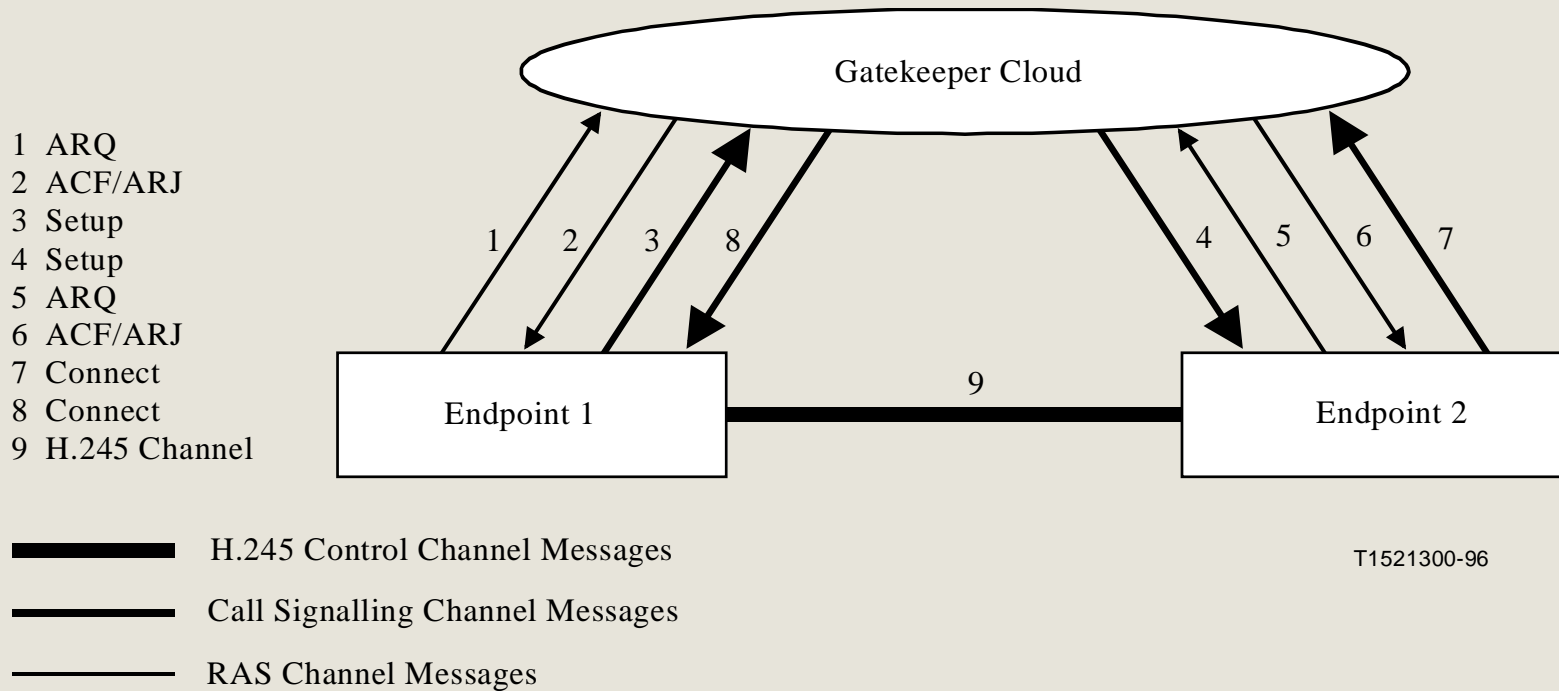 Gatekeeper Cloud
1 ARQ
2 ACF/ARJ
3 Setup
4 Setup
5 ARQ
6 ACF/ARJ
7 Connect
8 Connect
9 H.245 Channel
1
2
3
8
4
5
6
7
9
Endpoint 1
Endpoint 2
H.245 Control Channel Messages
T1521300-96
Call Signalling Channel Messages
RAS Channel Messages